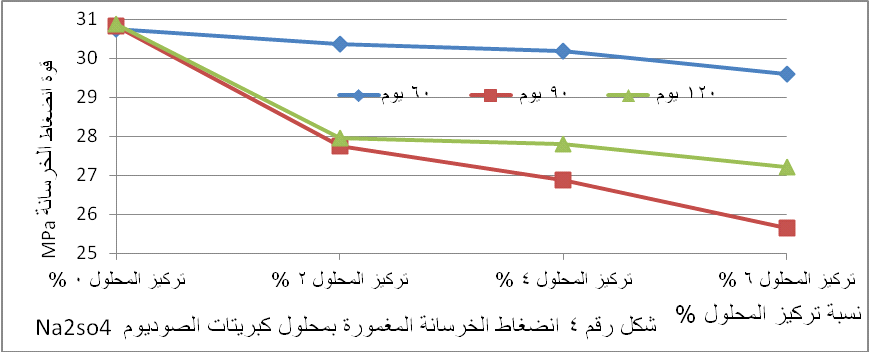 قوة انضغاط الخرسانة MPa
31
30
29
28
27
26
25
٦٠ يوم
٩٠ يوم
١٢٠ يوم
تركيز المحلول ٠ %
تركيز المحلول ٢ %
تركيز المحلول ٤ %
تركيز المحلول ٦ %
نسبة تركيز المحلول %
شكل رقم ٤ انضغاط الخرسانة المغمورة بمحلول كبريتات الصوديوم Na2so4